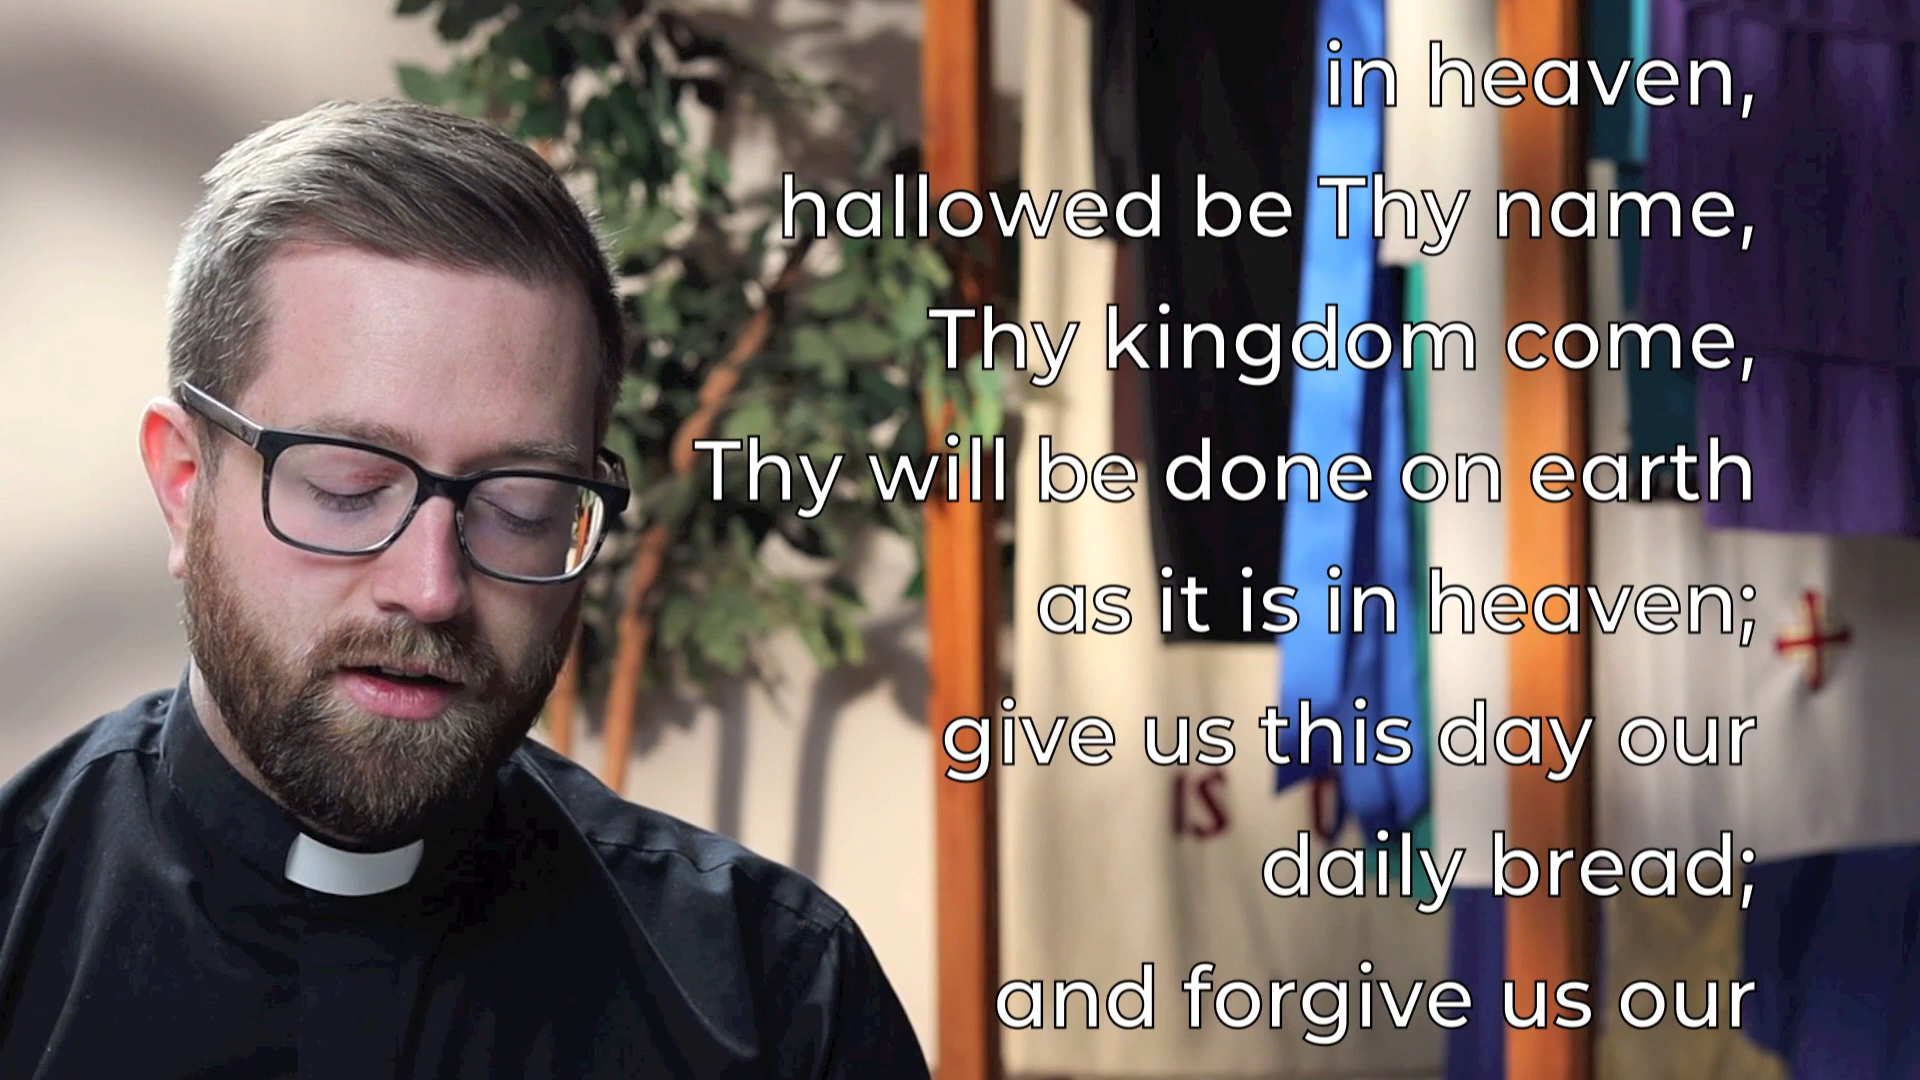 in heaven,
hallowed be Thy name,
Thy kingdom come,
Thy will be done on earth
as it is in heaven;
give us this day our
daily bread;
and forgive us our
IS